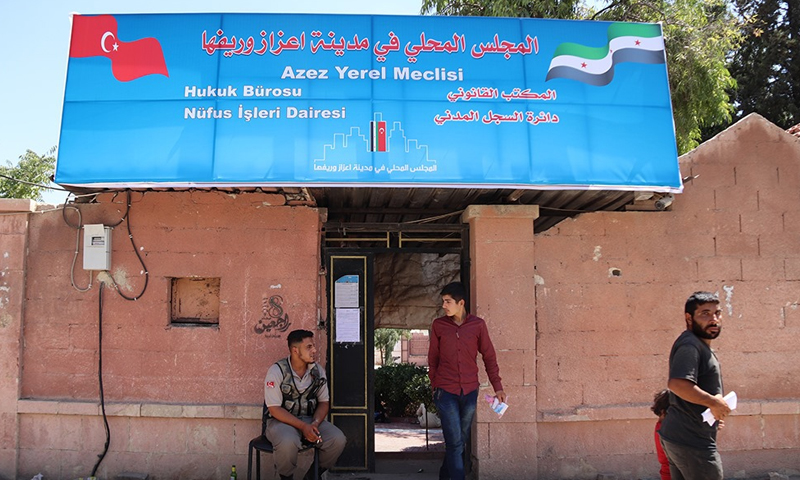 المجلس المحلي في مدينة اعزاز وريفها
Azez Yerel Meclisi
Hukuk Bürosu
المكتب القانوني
Nüfus İşleri Dairesi
دائرة السجل المدني
المجلس المحلي في مدينة اعزاز وريفها